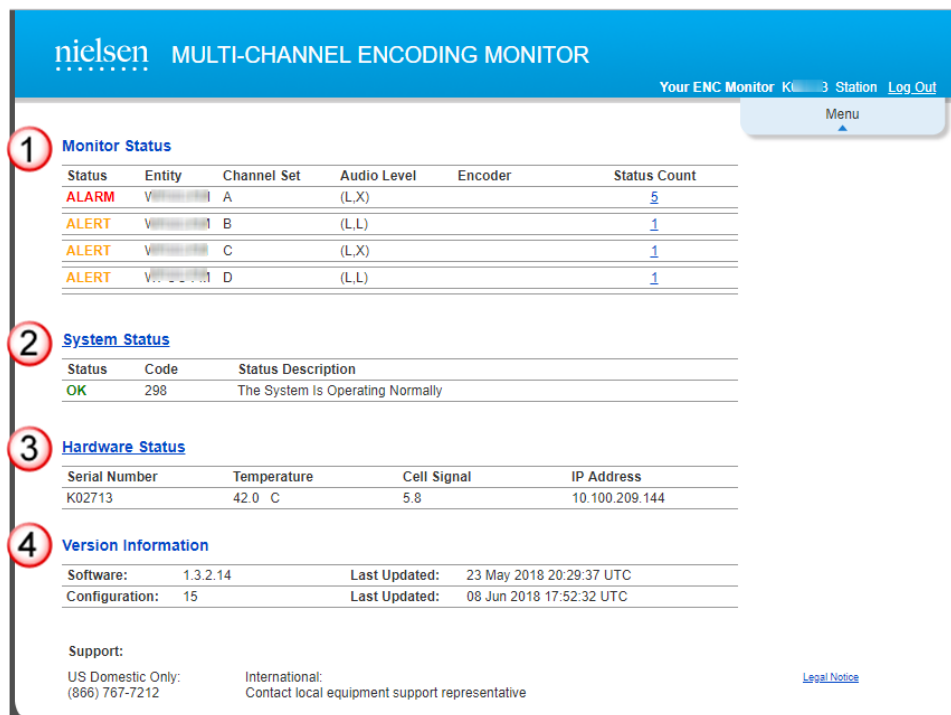 nielsen MULTI-CHANNEL ENCODING MONITOR
Your ENC Monitor Station Log Out
Menu
1 Monitor Status
Status Entity Channel Set Audio Level Encoder Status Count
ALARM A (L,X) 5
ALERT B (L,L) 1
ALERT C (L,X) 1
ALERT D (L,L) 1
2 System Status
Status Code Status Description
OK 298 The System Is Operating Normally
3 Hardware Status
Serial Number Temperature Cell Signal IP Address
K02713 42.0 C 5.8 10.100.209.144
4 Version Information
Software: 1.3.2.14 Last Updated: 23 May 2018 20:29:37 UTC
Configuration: 15 Last Updated: 08 Jun 2018 17:52:32 UTC
Support:
US Domestic Only: International: Legal Notice
(866) 767-7212 Contact local equipment support representative